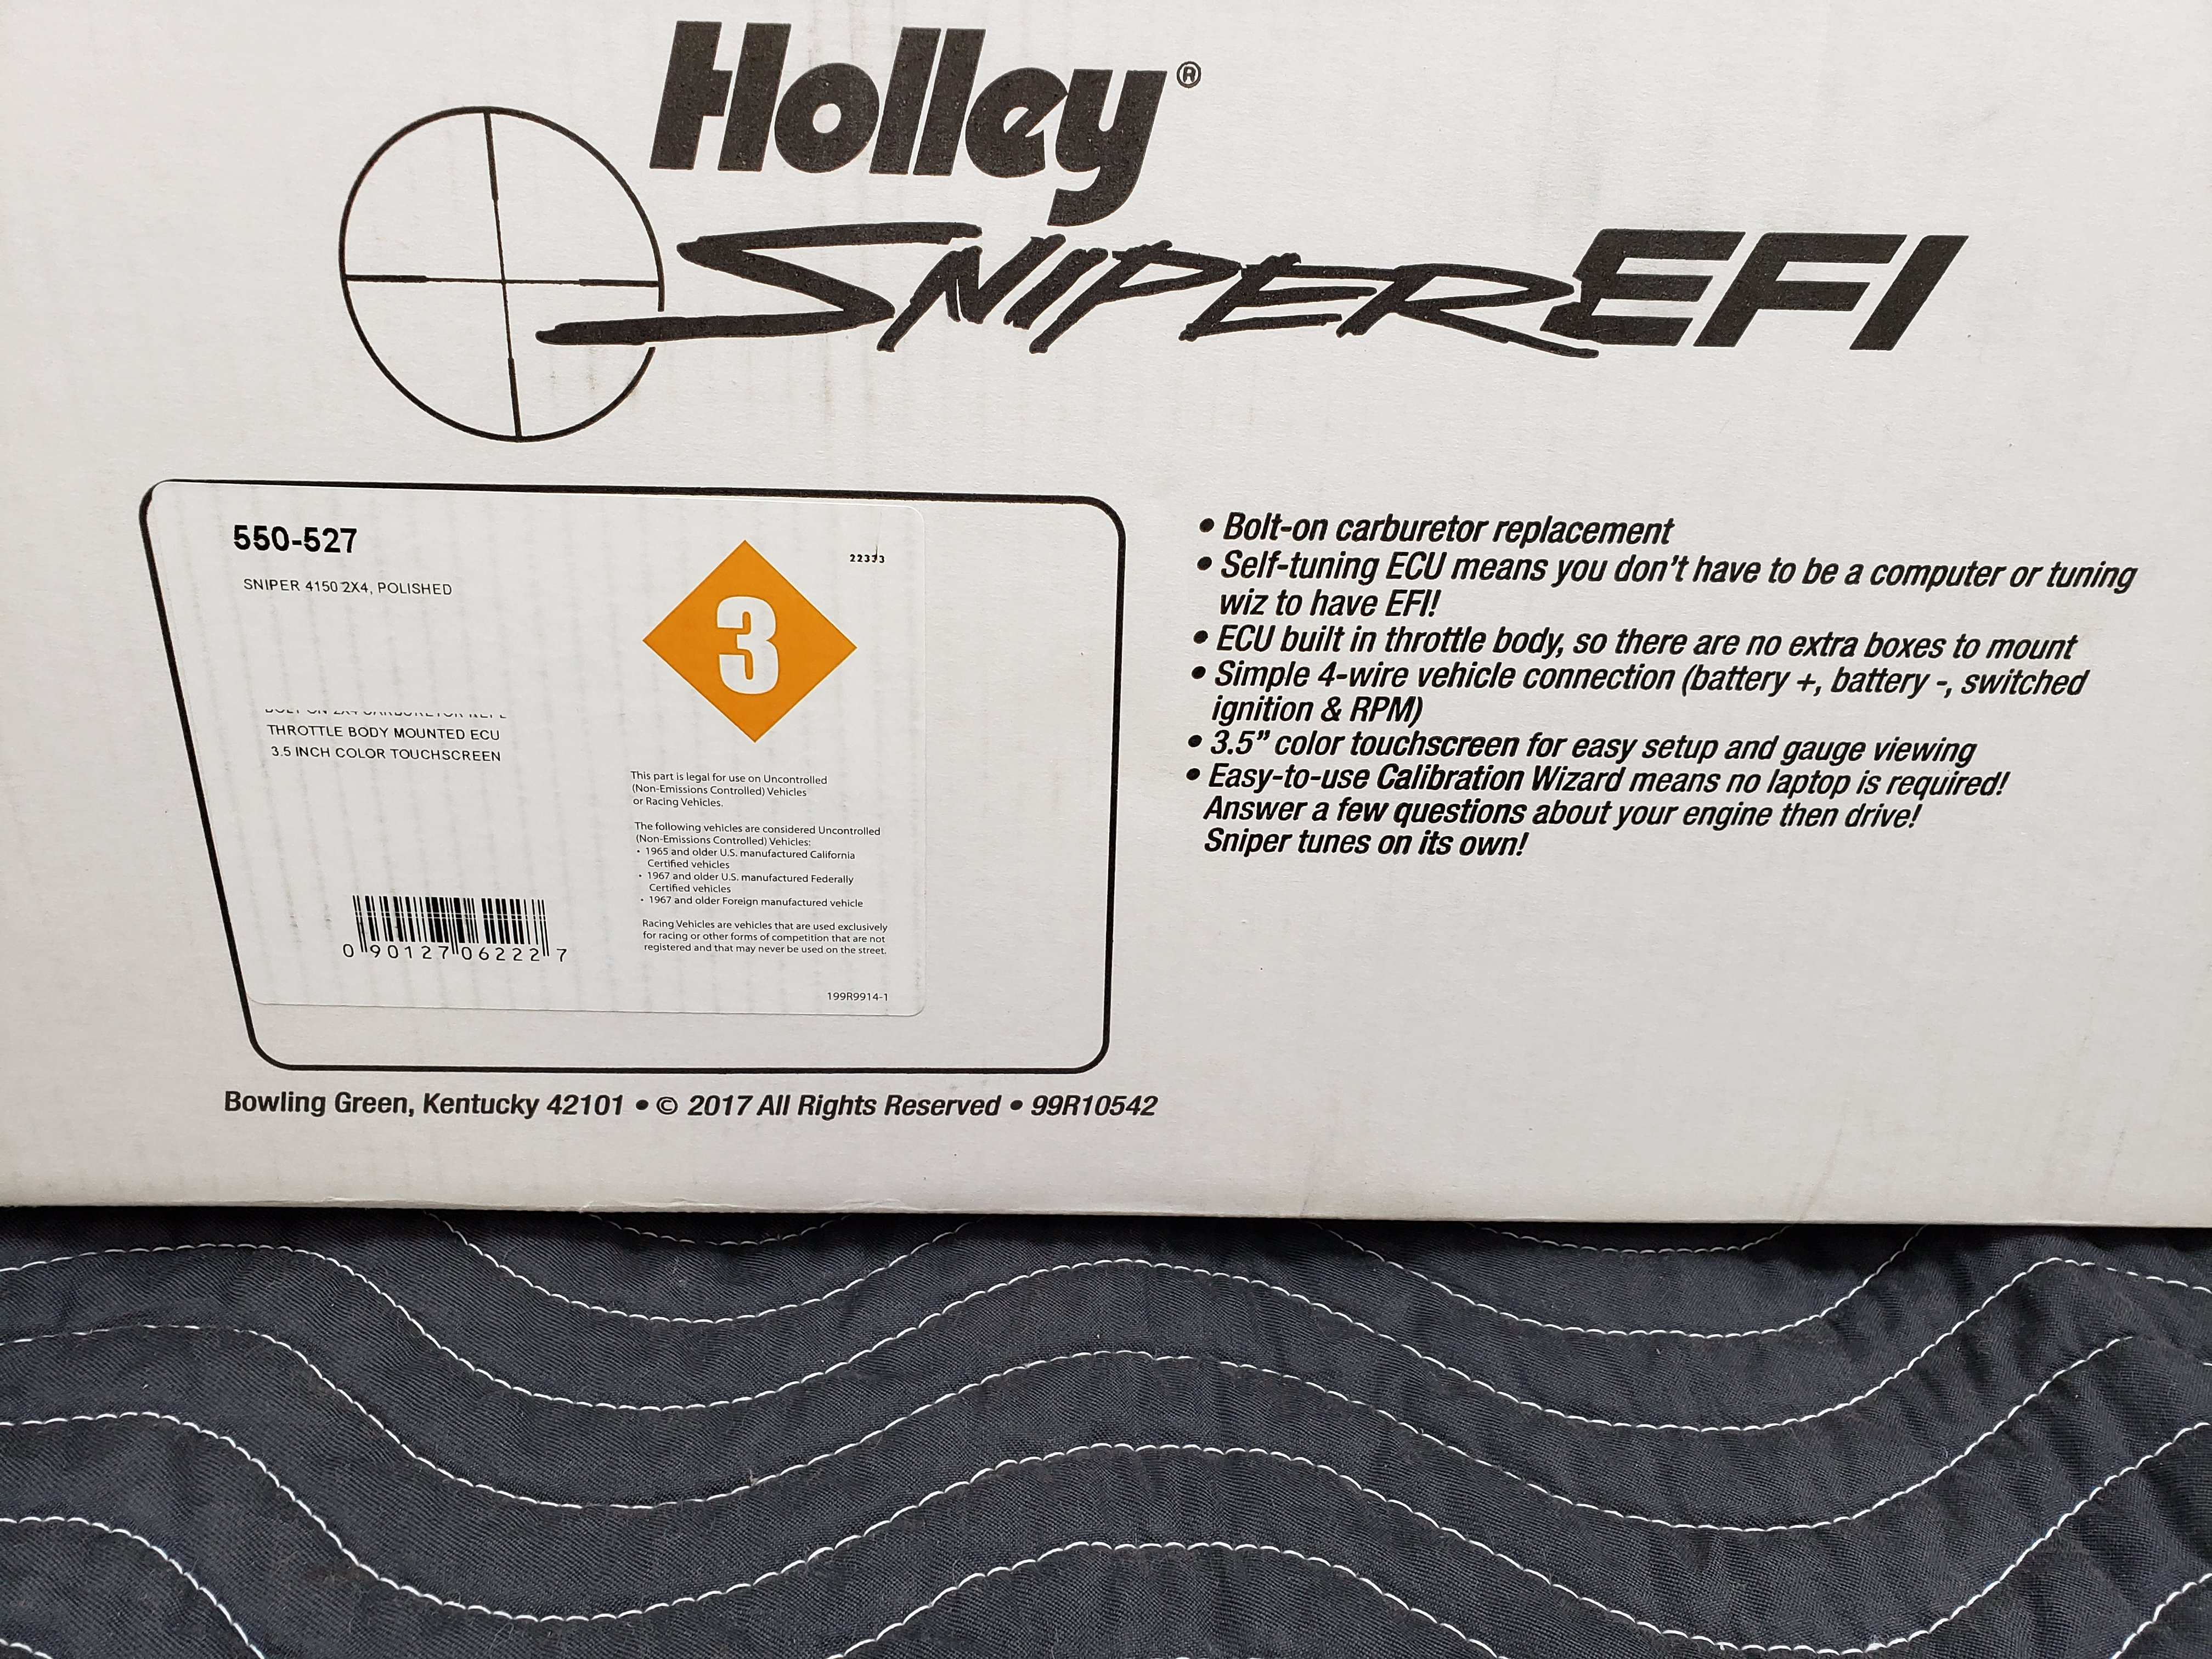 Holley®
SNIPER EFI
550-527
22333
SNIPER 4150 2X4, POLISHED
3
THROTTLE BODY MOUNTED ECU
3.5 INCH COLOR TOUCHSCREEN
This part is legal for use on Uncontrolled
(Non-Emissions Controlled) Vehicles
or Racing Vehicles.
The following vehicles are considered Uncontrolled
(Non-Emissions Controlled) Vehicles:
• 1965 and older U.S. manufactured California
Certified vehicles
• 1967 and older U.S. manufactured Federally
Certified vehicles
• 1967 and older Foreign manufactured vehicle
Racing Vehicles are vehicles that are used exclusively
for racing or other forms of competition that are not
registered and that may never be used on the street.
0 90127 06222 7
199R9914-1
• Bolt-on carburetor replacement
• Self-tuning ECU means you don't have to be a computer or tuning
wiz to have EFI!
• ECU built in throttle body, so there are no extra boxes to mount
• Simple 4-wire vehicle connection (battery +, battery -, switched
ignition & RPM)
• 3.5” color touchscreen for easy setup and gauge viewing
• Easy-to-use Calibration Wizard means no laptop is required!
Answer a few questions about your engine then drive!
Sniper tunes on its own!
Bowling Green, Kentucky 42101 • © 2017 All Rights Reserved • 99R10542